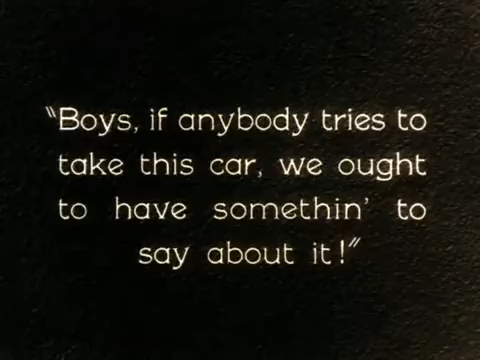 "Boys, if anybody tries to
take this car, we ought
to have somethin' to
say about it!"